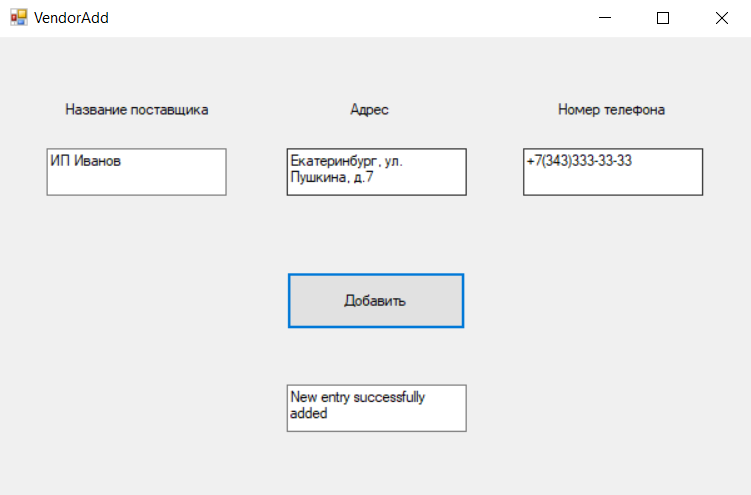 VendorAdd
Название поставщика
Адрес
Номер телефона
ИП Иванов
Екатеринбург, ул.
Пушкина, д.7
+7(343)333-33-33
Добавить
New entry successfully
added